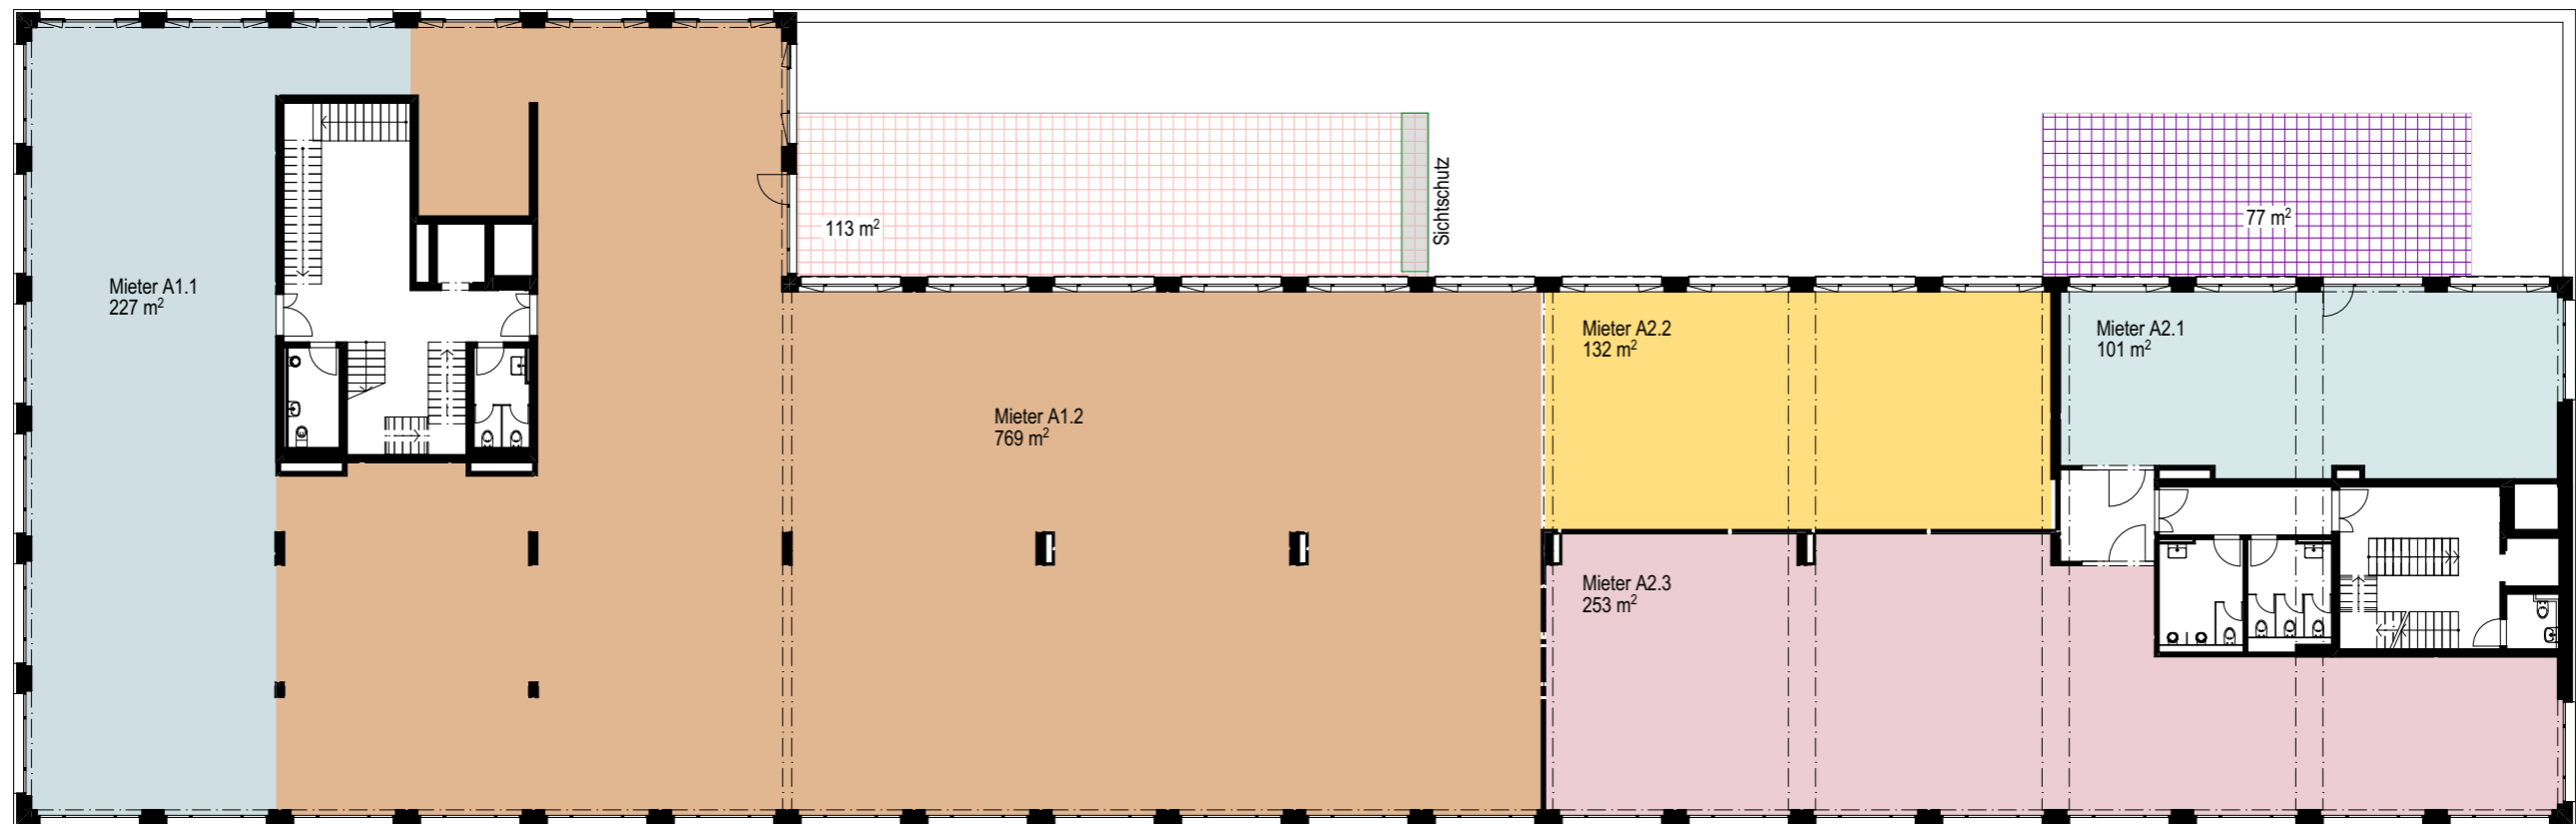 113 m²
Sichtschutz
77 m²
Mieter A1.1
227 m²
Mieter A2.2
132 m²
Mieter A2.1
101 m²
Mieter A1.2
769 m²
Mieter A2.3
253 m²